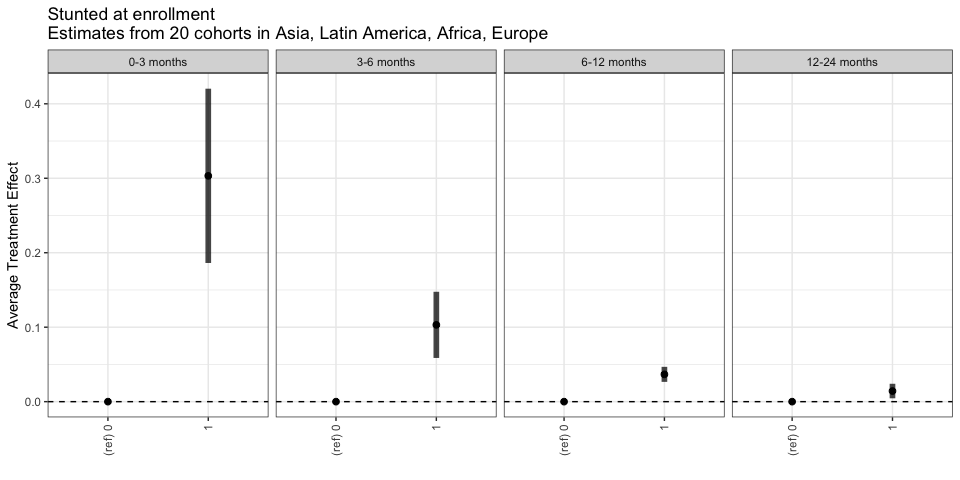 Stunted at enrollment
Estimates from 20 cohorts in Asia, Latin America, Africa, Europe
0-3 months
3-6 months
6-12 months
12-24 months
Average Treatment Effect
0.4
0.3
0.2
0.1
0.0
(ref) 0
1
(ref) 0
1
(ref) 0
1
(ref) 0
1